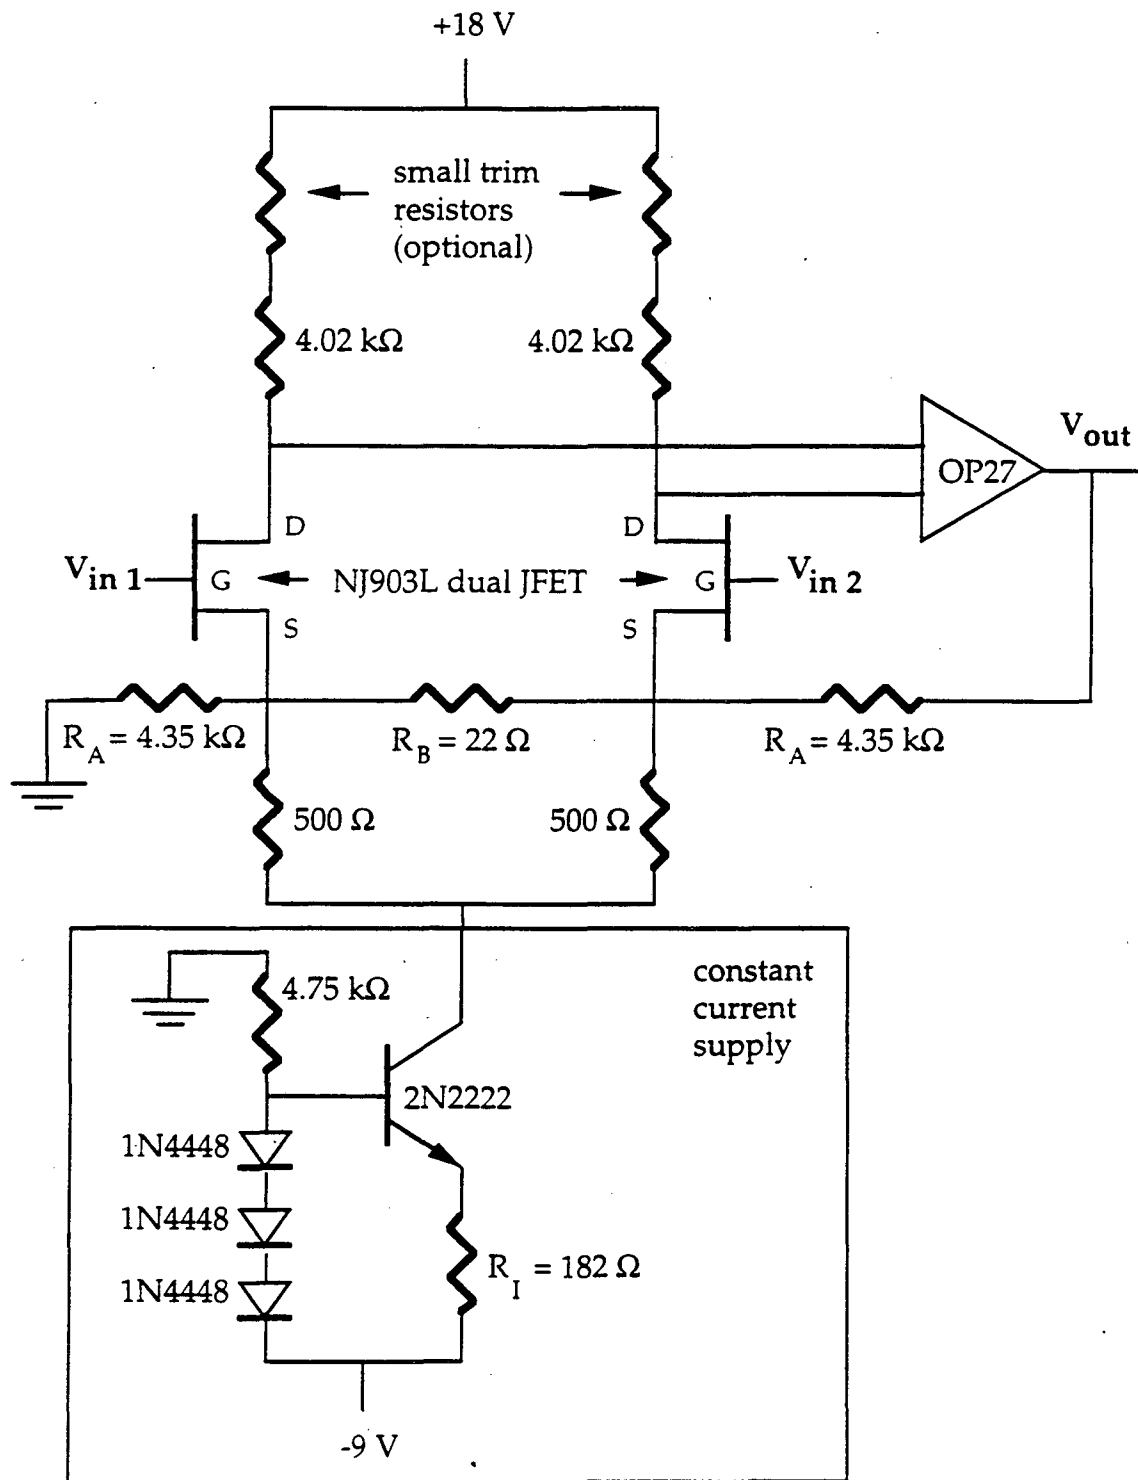 +18 V
small trim
resistors
(optional)
4.02 kΩ
4.02 kΩ
V_out
OP27
D
D
V_in 1
G
NJ903L dual JFET
G
V_in 2
S
S
R_A = 4.35 kΩ
R_B = 22 Ω
R_A = 4.35 kΩ
500 Ω
500 Ω
constant
current
supply
4.75 kΩ
2N2222
1N4448
1N4448
1N4448
R_I = 182 Ω
-9 V